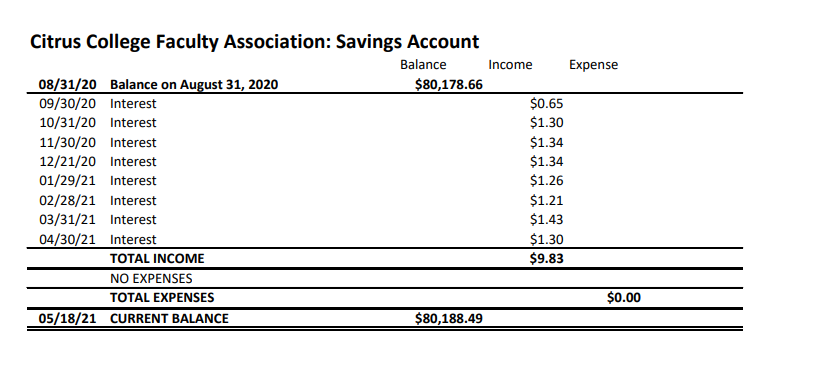 Citrus College Faculty Association: Savings Account
Balance Income Expense
08/31/20 Balance on August 31, 2020 $80,178.66
09/30/20 Interest $0.65
10/31/20 Interest $1.30
11/30/20 Interest $1.34
12/21/20 Interest $1.34
01/29/21 Interest $1.26
02/28/21 Interest $1.21
03/31/21 Interest $1.43
04/30/21 Interest $1.30
TOTAL INCOME $9.83
NO EXPENSES
TOTAL EXPENSES $0.00
05/18/21 CURRENT BALANCE $80,188.49